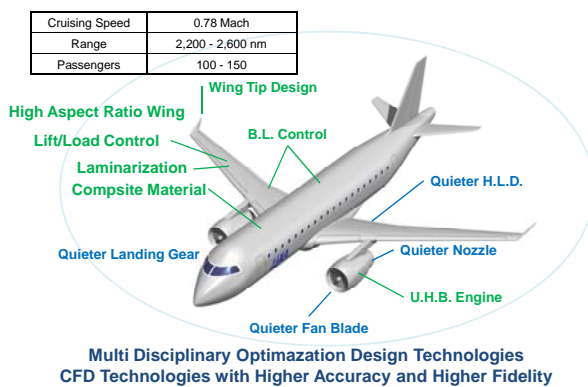 Cruising Speed 0.78 Mach
Range 2,200 - 2,600 nm
Passengers 100 - 150
Wing Tip Design
High Aspect Ratio Wing
Lift/Load Control
B.L. Control
Laminarization
Compsite Material
Quieter H.L.D.
Quieter Landing Gear
Quieter Nozzle
U.H.B. Engine
Quieter Fan Blade
Multi Disciplinary Optimazation Design Technologies
CFD Technologies with Higher Accuracy and Higher Fidelity